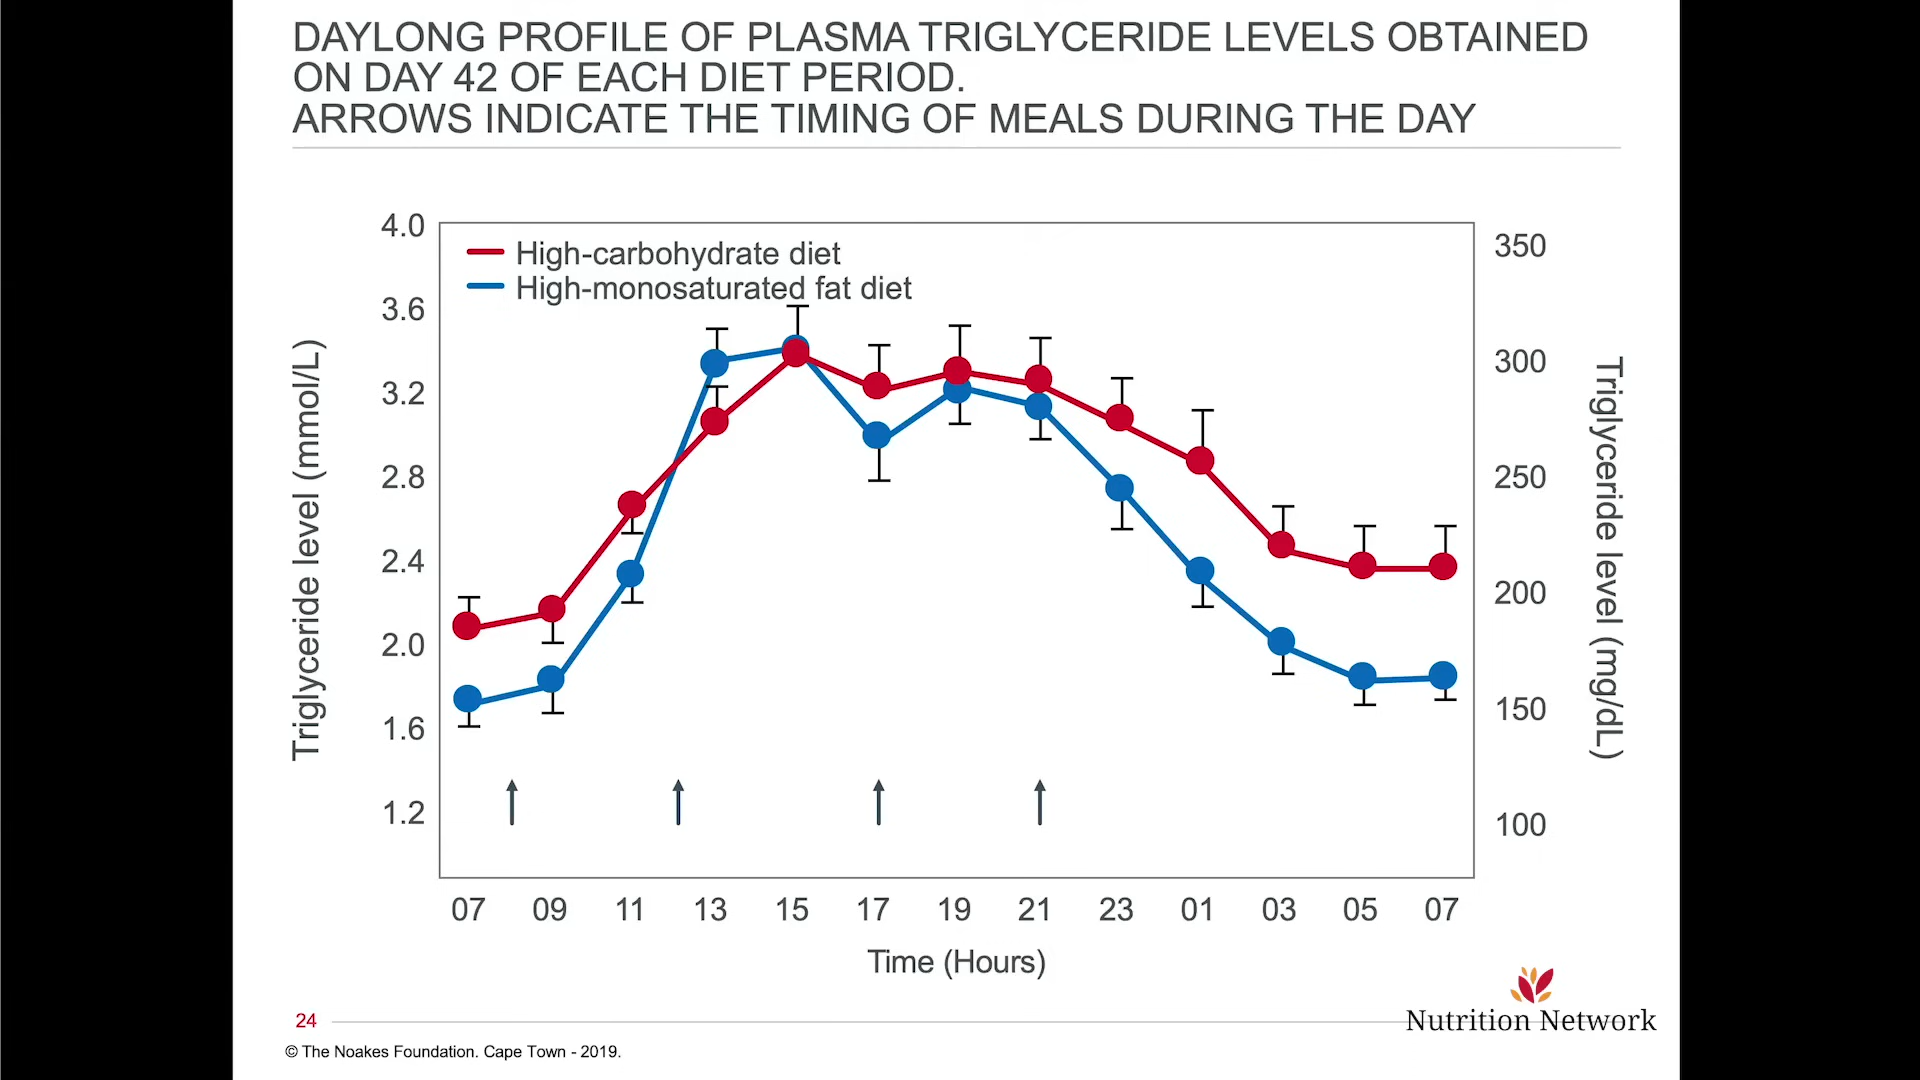 DAYLONG PROFILE OF PLASMA TRIGLYCERIDE LEVELS OBTAINED
ON DAY 42 OF EACH DIET PERIOD.
ARROWS INDICATE THE TIMING OF MEALS DURING THE DAY
High-carbohydrate diet
High-monosaturated fat diet
Triglyceride level (mmol/L)
4.0
3.6
3.2
2.8
2.4
2.0
1.6
1.2
350
300
250
200
150
100
Triglyceride level (mg/dL)
07 09 11 13 15 17 19 21 23 01 03 05 07
Time (Hours)
Nutrition Network
24
© The Noakes Foundation. Cape Town - 2019.